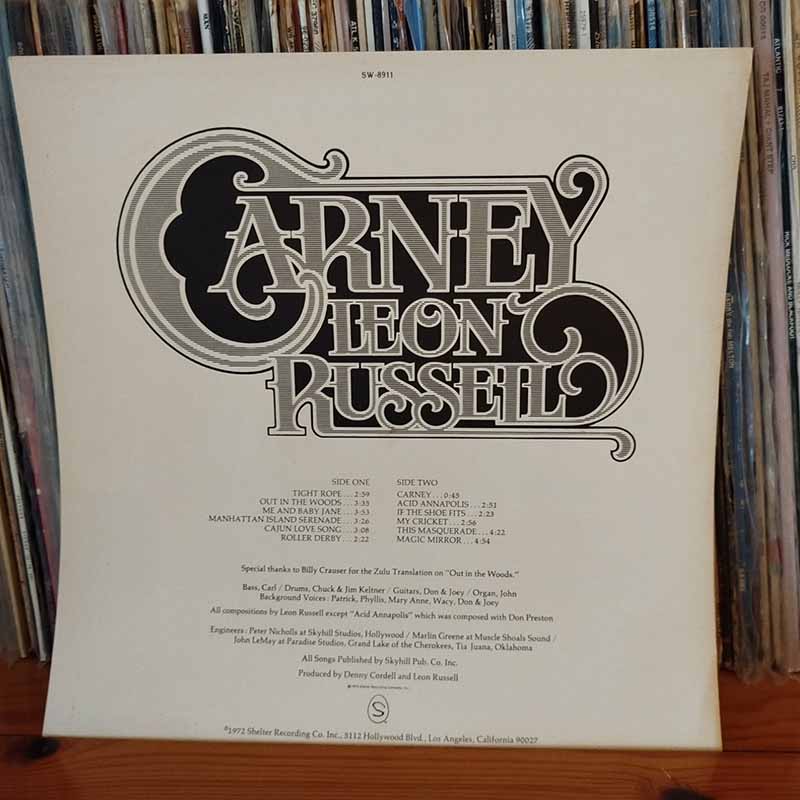 SW-8911
CARNEY
LEON
RUSSELL
SIDE ONE
TIGHT ROPE...2:59
OUT IN THE WOODS...3:35
ME AND BABY JANE...3:53
MANHATTAN ISLAND SERENADE...3:26
CAJUN LOVE SONG...3:08
ROLLER DERBY...2:22
SIDE TWO
CARNEY...0:45
ACID ANNAPOLIS...2:51
IF THE SHOE FITS...2:23
MY CRICKET...2:56
THIS MASQUERADE...4:22
MAGIC MIRROR...4:54
Special thanks to Billy Crauser for the Zulu Translation on "Out in the Woods."
Bass, Carl / Drums, Chuck & Jim Keltner / Guitars, Don & Joey / Organ, John
Background Voices: Patrick, Phyllis, Mary Anne, Wacy, Don & Joey
All compositions by Leon Russell except "Acid Annapolis" which was composed with Don Preston
Engineers: Peter Nicholls at Skyhill Studios, Hollywood / Marlin Greene at Muscle Shoals Sound /
John LeMay at Paradise Studios, Grand Lake of the Cherokees, Tia Juana, Oklahoma
All Songs Published by Skyhill Pub. Co. Inc.
Produced by Denny Cordell and Leon Russell
S
©1972 Shelter Recording Co. Inc., 5112 Hollywood Blvd., Los Angeles, California 90027
ATLANTIC